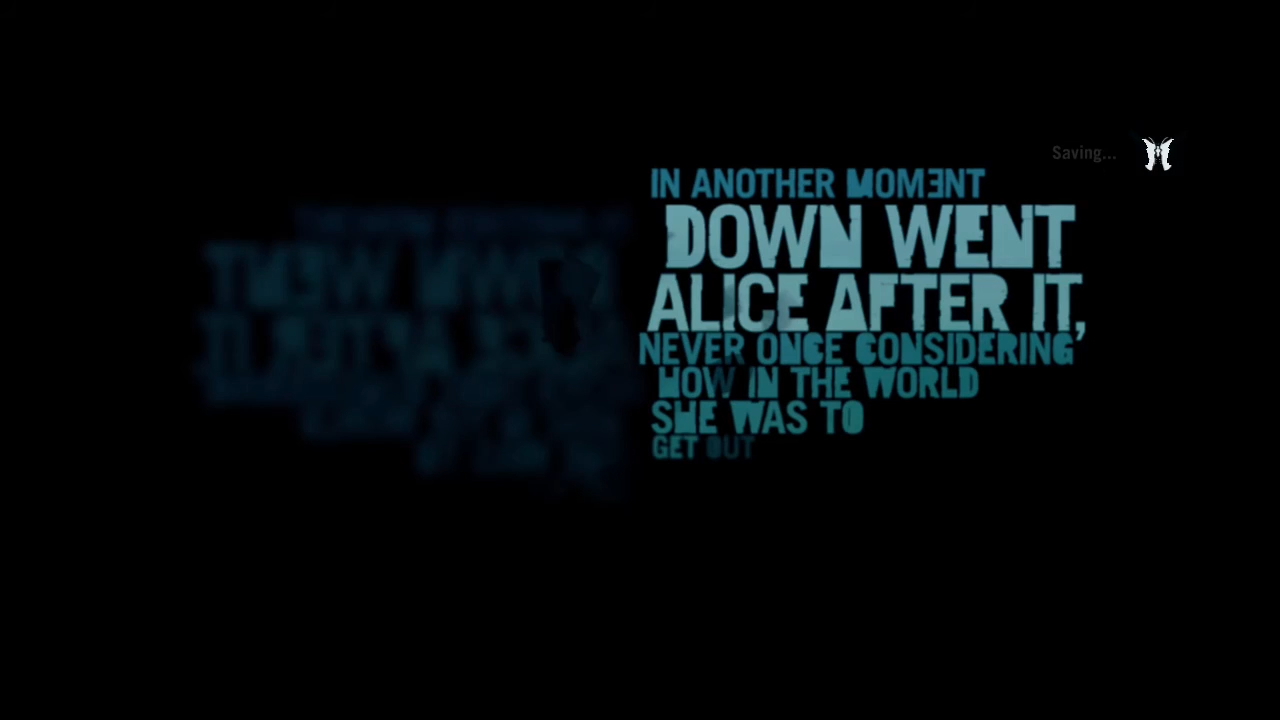 Saving...
IN ANOTHER MOMENT
DOWN WENT
ALICE AFTER IT,
NEVER ONCE CONSIDERING
HOW IN THE WORLD
SHE WAS TO
GET OUT